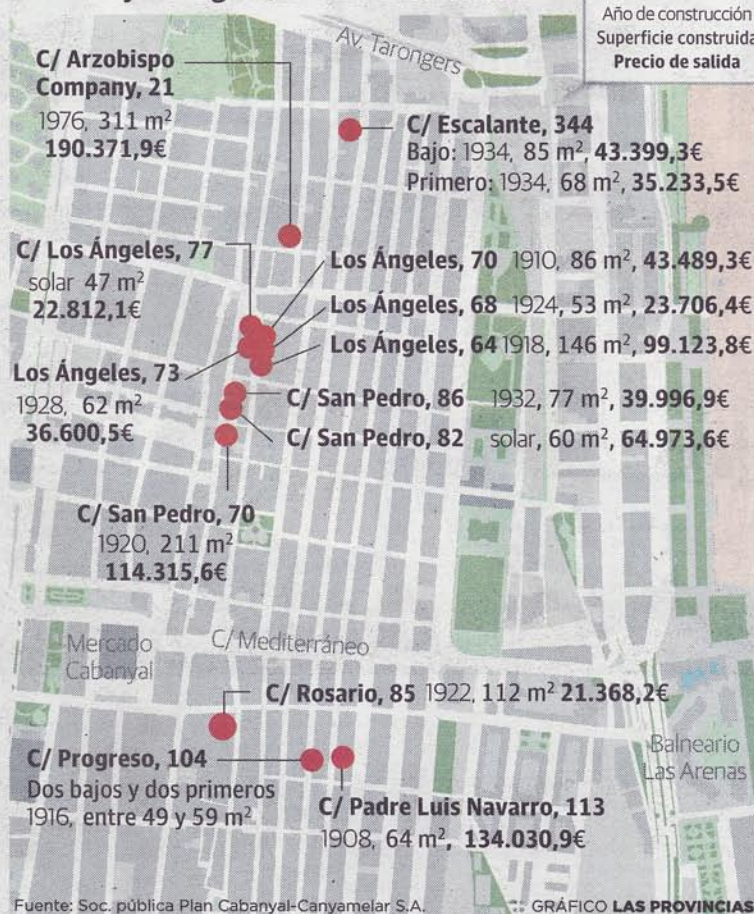 Año de construcción
Superficie construida
Precio de salida
Av. Tarongers
C/ Arzobispo
Company, 21
1976, 311 m²
190.371,9€
C/ Escalante, 344
Bajo: 1934, 85 m², 43.399,3€
Primero: 1934, 68 m², 35.233,5€
C/ Los Ángeles, 77
solar 47 m²
22.812,1€
Los Ángeles, 70 1910, 86 m², 43.489,3€
Los Ángeles, 68 1924, 53 m², 23.706,4€
Los Ángeles, 64 1918, 146 m², 99.123,8€
Los Ángeles, 73
1928, 62 m²
36.600,5€
C/ San Pedro, 86 1932, 77 m², 39.996,9€
C/ San Pedro, 82 solar, 60 m², 64.973,6€
C/ San Pedro, 70
1920, 211 m²
114.315,6€
Mercado
Cabanyal
C/ Mediterráneo
C/ Rosario, 85 1922, 112 m² 21.368,2€
C/ Progreso, 104
Dos bajos y dos primeros
1916, entre 49 y 59 m²
C/ Padre Luis Navarro, 113
1908, 64 m², 134.030,9€
Balneario
Las Arenas
Fuente: Soc. pública Plan Cabanyal-Canyamelar S.A.
GRÁFICO LAS PROVINCIAS